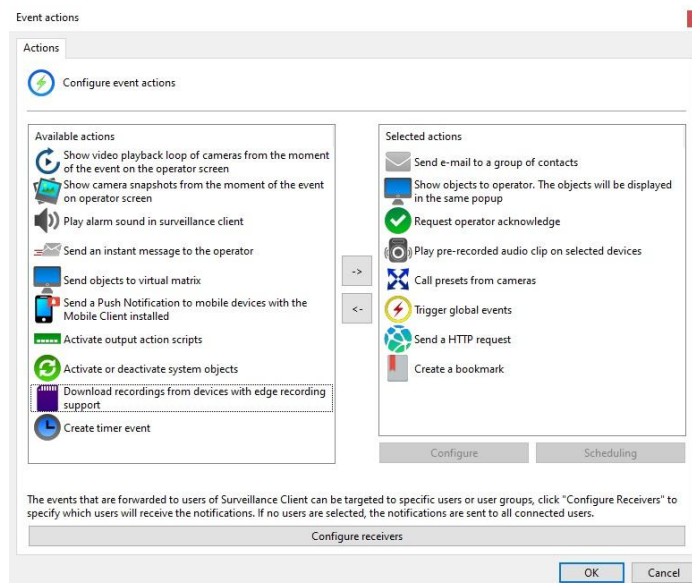 Event actions
Actions
Configure event actions
Available actions
Show video playback loop of cameras from the moment
of the event on the operator screen
Show camera snapshots from the moment of the event
on operator screen
Play alarm sound in surveillance client
Send an instant message to the operator
Send objects to virtual matrix
Send a Push Notification to mobile devices with the
Mobile Client installed
Activate output action scripts
Activate or deactivate system objects
Download recordings from devices with edge recording
support
Create timer event
->
<-
Selected actions
Send e-mail to a group of contacts
Show objects to operator. The objects will be displayed
in the same popup
Request operator acknowledge
Play pre-recorded audio clip on selected devices
Call presets from cameras
Trigger global events
Send a HTTP request
Create a bookmark
Configure
Scheduling
The events that are forwarded to users of Surveillance Client can be targeted to specific users or user groups, click "Configure Receivers" to
specify which users will receive the notifications. If no users are selected, the notifications are sent to all connected users.
Configure receivers
OK
Cancel